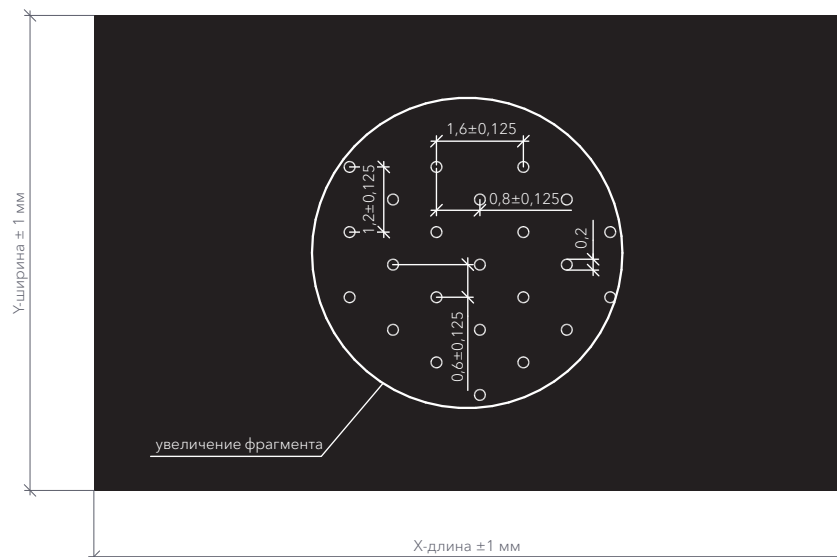 1,6±0,125
1,2±0,125
0,8±0,125
0,2
0,6±0,125
Y-ширина ± 1 мм
увеличение фрагмента
X-длина ±1 мм